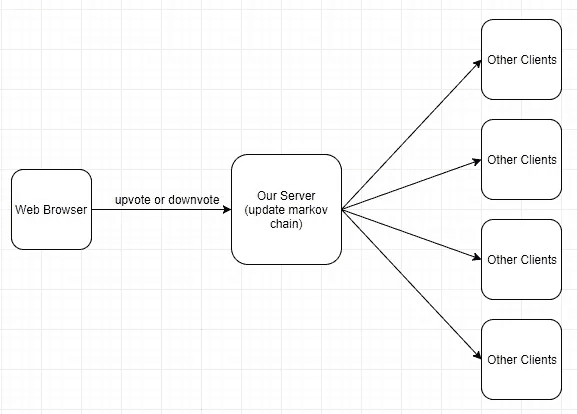 Other Clients
Other Clients
Web Browser
upvote or downvote
Our Server
(update markov
chain)
Other Clients
Other Clients